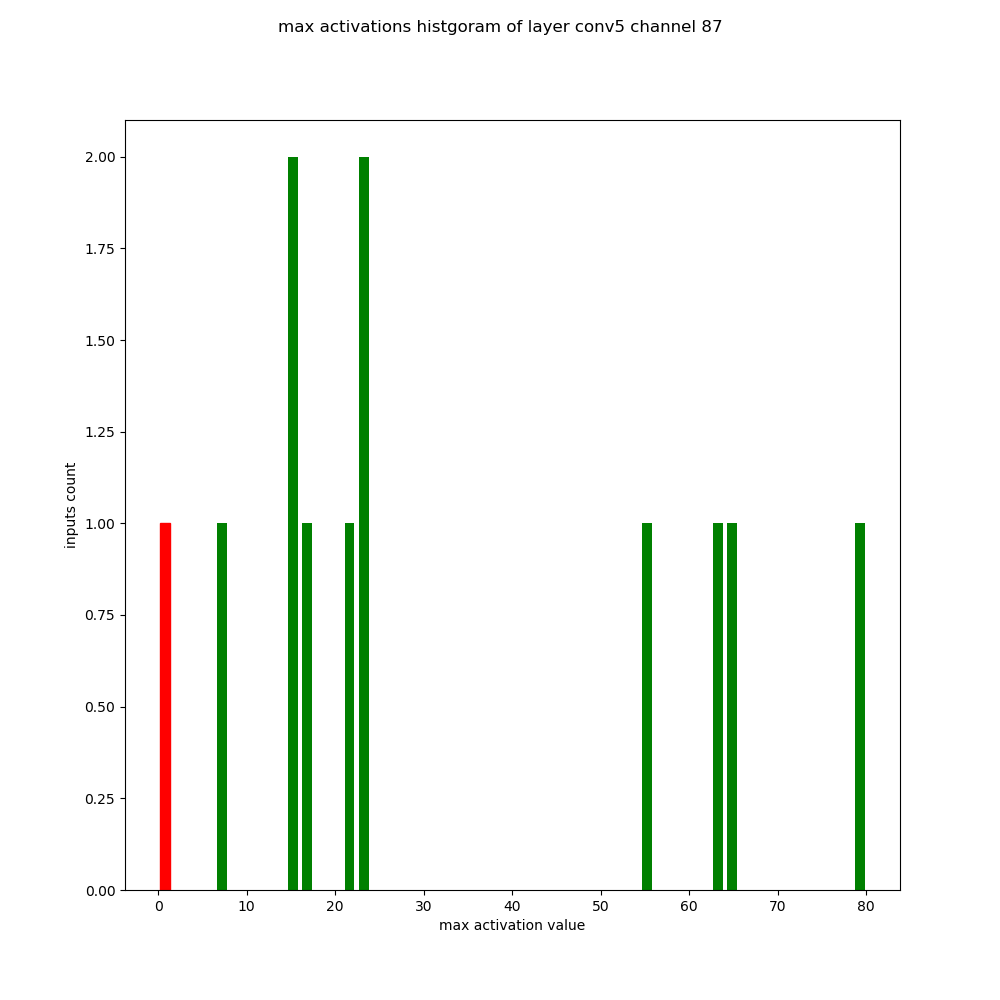 max activations histgoram of layer conv5 channel 87
2.00
1.75
1.50
1.25
1.00
0.75
0.50
0.25
0.00
inputs count
0 10 20 30 40 50 60 70 80
max activation value